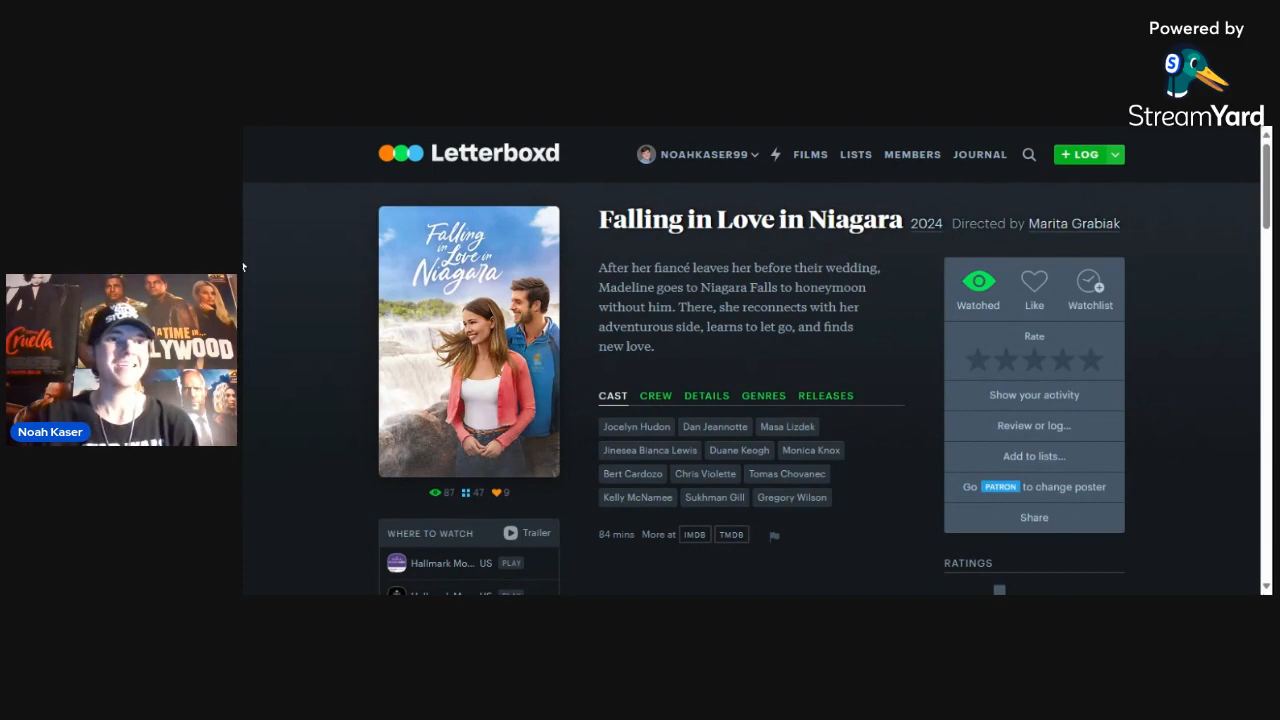 Powered by
StreamYard
Letterboxd
NOAHKASER99
FILMS
LISTS
MEMBERS
JOURNAL
+ LOG
Falling in Love in Niagara 2024 Directed by Marita Grabiak
Falling
in Love in
Niagara
After her fiancé leaves her before their wedding,
Madeline goes to Niagara Falls to honeymoon
without him. There, she reconnects with her
adventurous side, learns to let go, and finds
new love.
Watched
Like
Watchlist
Rate
Show your activity
Review or log...
Add to lists...
Go PATRON to change poster
Share
CAST CREW DETAILS GENRES RELEASES
Jocelyn Hudon Dan Jeannotte Masa Lizdek
Jinesea Bianca Lewis Duane Keogh Monica Knox
Bert Cardozo Chris Violette Tomas Chovanec
Kelly McNamee Sukhman Gill Gregory Wilson
84 mins More at IMDB TMDB
87 47 9
WHERE TO WATCH Trailer
Hallmark Mo... US PLAY
RATINGS
Cruella
A TIME IN...
LLYWOOD
Noah Kaser